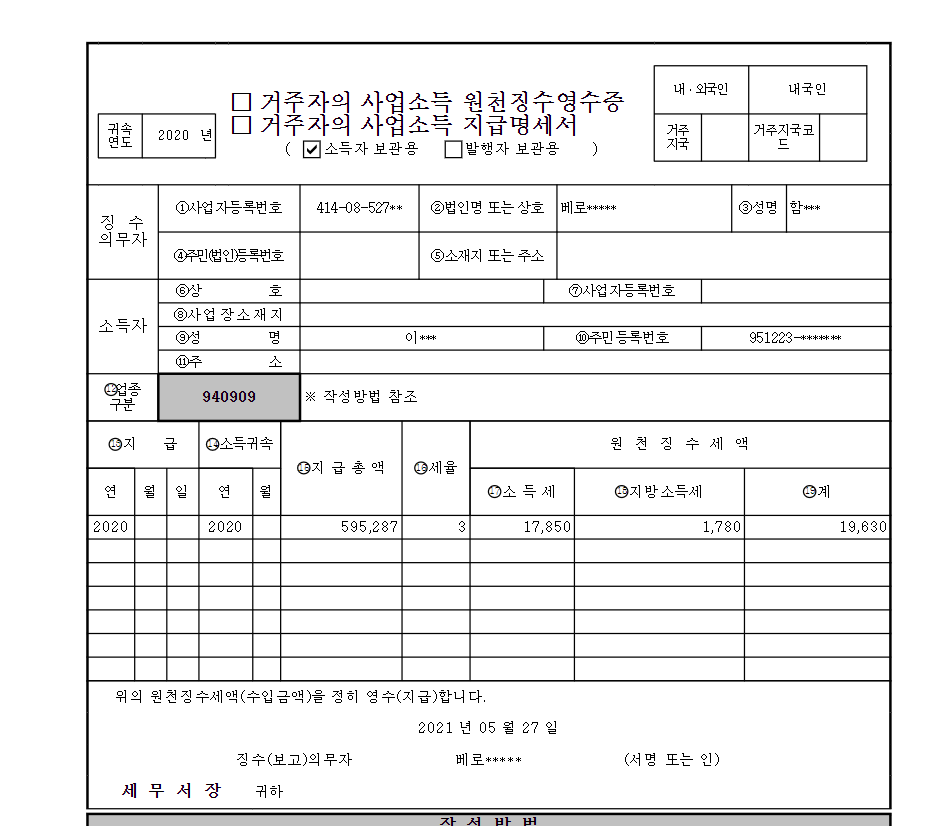 □ 거주자의 사업소득 원천징수영수증
□ 거주자의 사업소득 지급명세서
( ☑소득자 보관용 □발행자 보관용 )
귀속 연도 2020 년
내·외국인 내국인
거주 지국 거주지국코 드
징 수 의무자
①사업자등록번호 414-08-527** ②법인명 또는 상호 베로***** ③성명 함***
④주민(법인)등록번호 ⑤소재지 또는 주소
소득자
⑥상 호 ⑦사업자등록번호
⑧사업장소재지
⑨성 명 이*** ⑩주민등록번호 951223-*******
⑪주 소
⑫업종 구분 940909 ※ 작성방법 참조
⑬지 급 ⑭소득귀속 ⑮지 급 총 액 ⑯세율 원 천 징 수 세 액
연 월 일 연 월 ⑰소 득 세 ⑱지방소득세 ⑲계
2020 2020 595,287 3 17,850 1,780 19,630
위의 원천징수세액(수입금액)을 정히 영수(지급)합니다.
2021 년 05 월 27 일
징수(보고)의무자 베로***** (서명 또는 인)
세 무 서 장 귀하
작 성 방 법